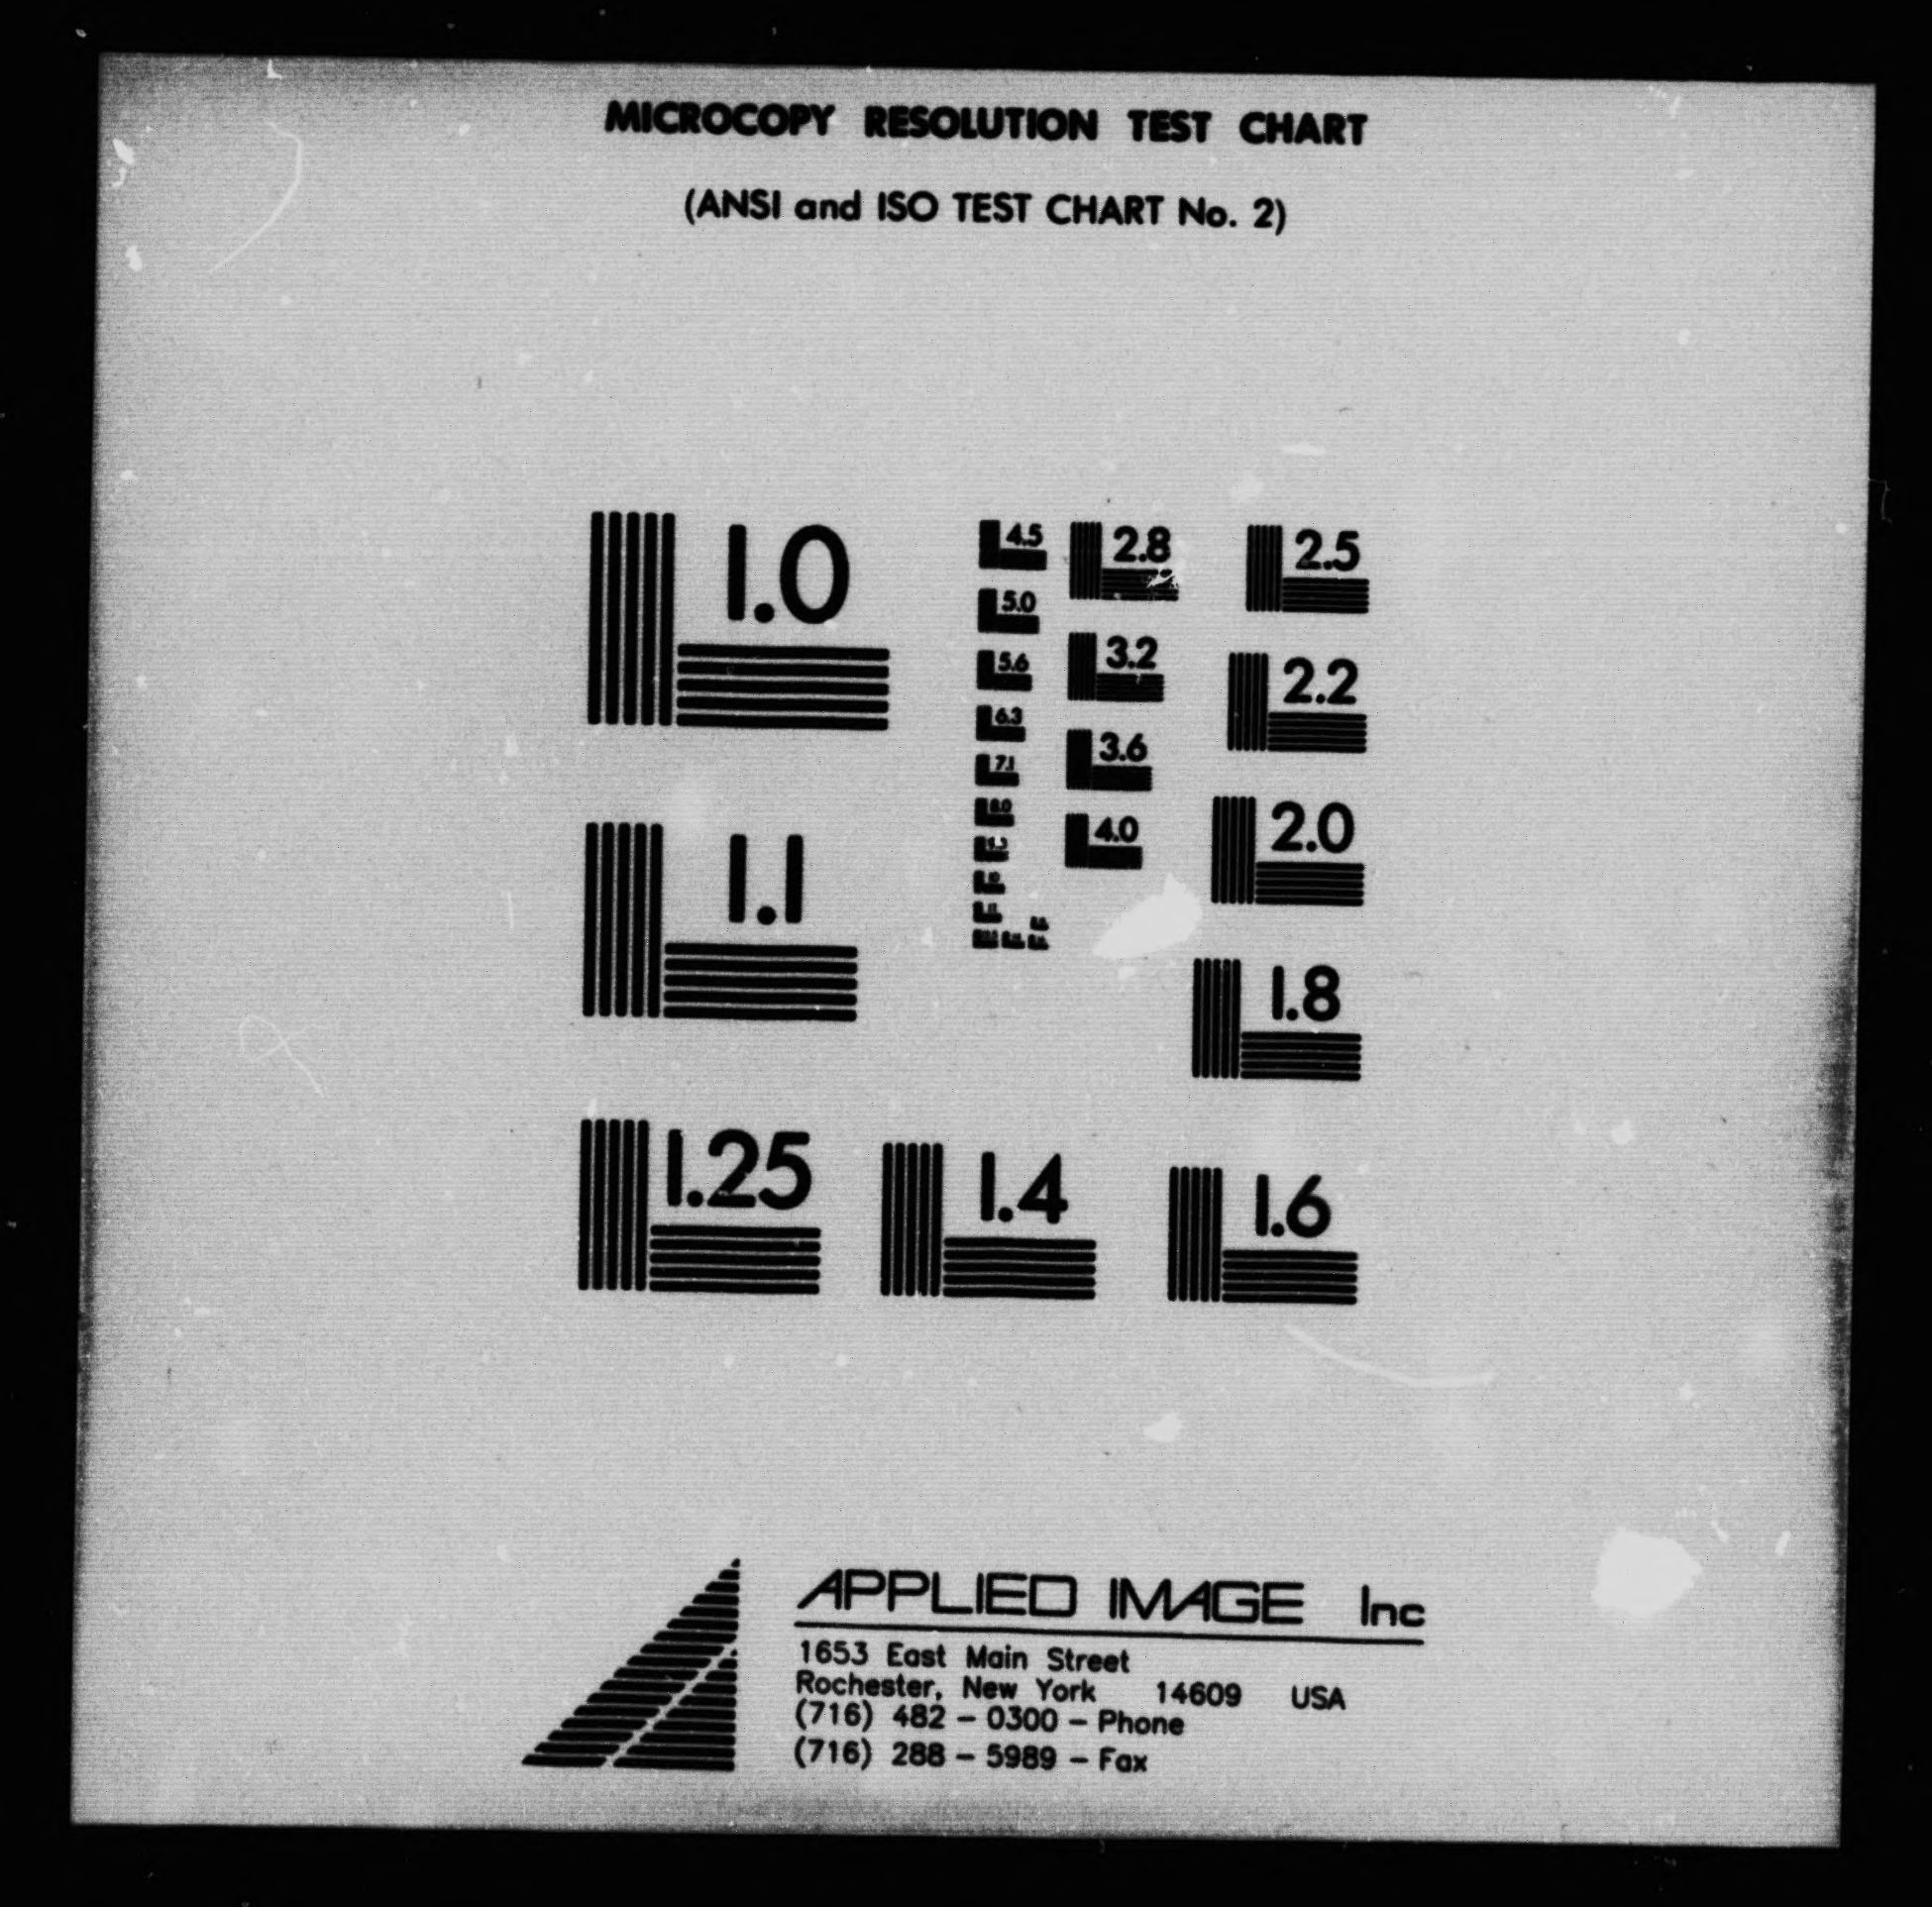 MICROCOPY RESOLUTION TEST CHART
(ANSI and ISO TEST CHART No. 2)
1.0
1.1
1.25
1.4
1.6
1.8
2.0
2.2
2.5
2.8
3.2
3.6
4.0
4.5
5.0
5.6
6.3
7.1
8.0
APPLIED IMAGE Inc
1653 East Main Street
Rochester, New York 14609 USA
(716) 482 - 0300 - Phone
(716) 288 - 5989 - Fax